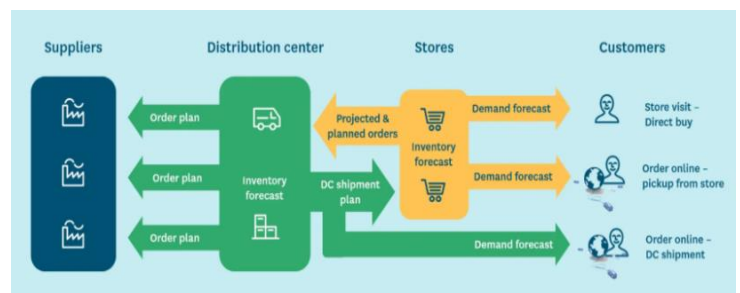 Suppliers
Distribution center
Stores
Customers
Order plan
Projected &
planned orders
Demand forecast
Store visit –
Direct buy
Order plan
Inventory
forecast
DC shipment
plan
Inventory
forecast
Demand forecast
Order online –
pickup from store
Order plan
Demand forecast
Order online –
DC shipment